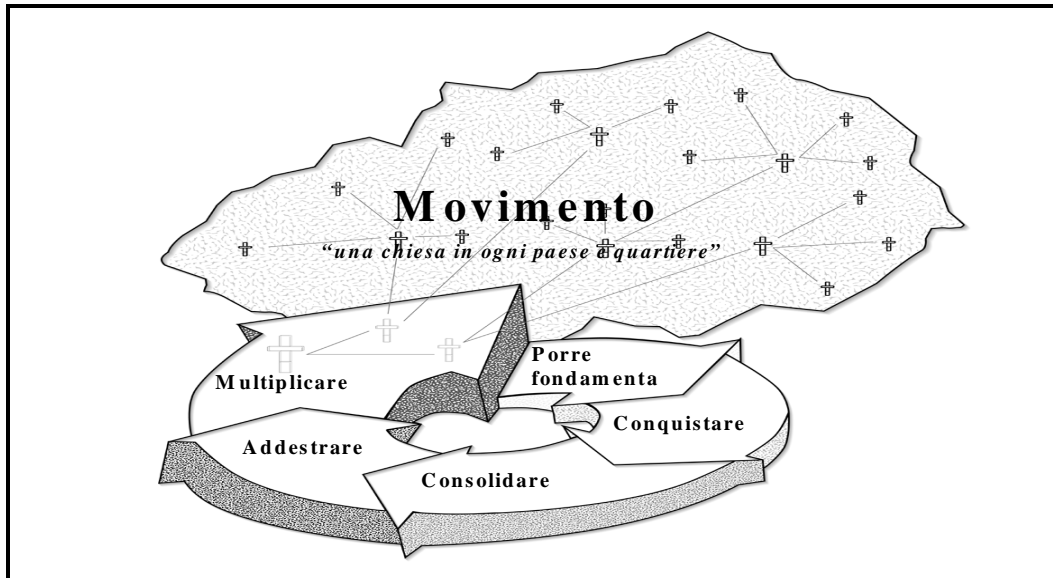 Movimento
“una chiesa in ogni paese e quartiere”
Porre
fondamenta
Multiplicare
Conquistare
Addestrare
Consolidare